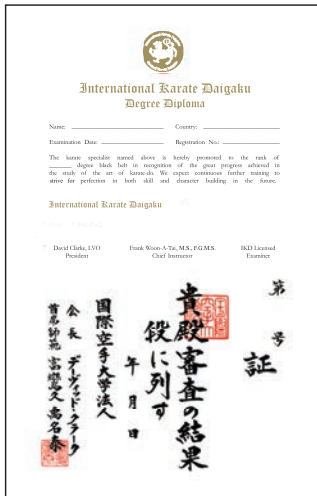 International Karate Daigaku
Degree Diploma
Name:
Country:
Examination Date:
Registration No.:
The karate specialize named above is hereby promoted to the rank of
degree black belt in recognition of the great progress achieved in
the study of the art of karate-do. We expect continuous further training to
strive for perfection in both skill and character building in the future.
International Karate Daigaku
David Clarke, LVO
President
Frank Woon-A-Tai, M.S., F.G.M.S.
Chief Instructor
IKD Licensed
Examiner
第 号
証
貴殿審査の結果
段に列す
年 月 日
国際空手大学法人
会長 デーヴィッド・クラーク
首席師範